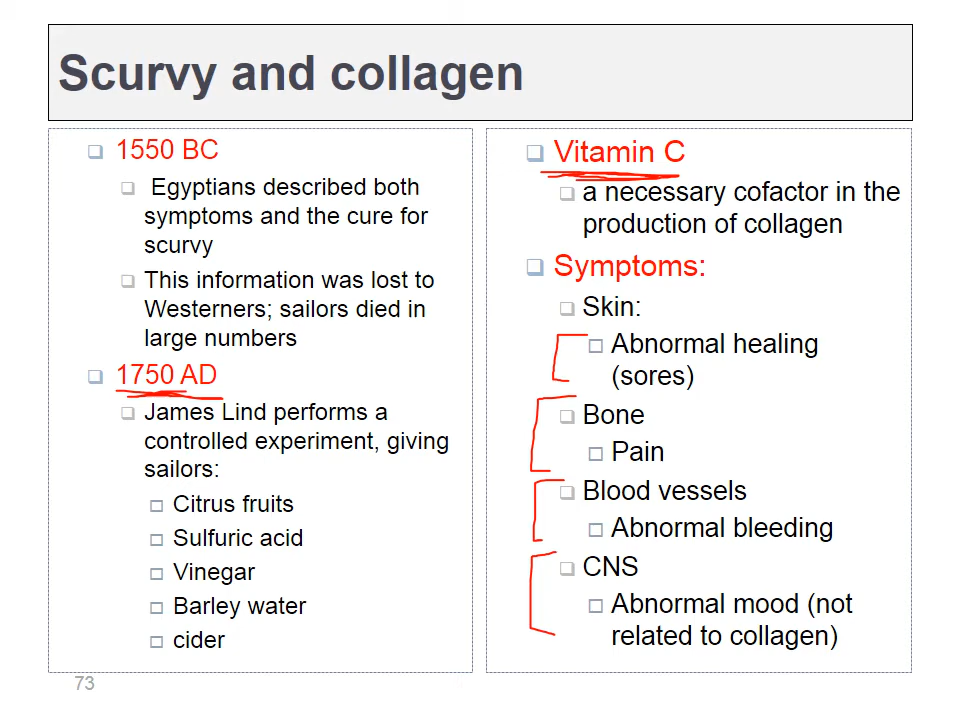 Scurvy and collagen
1550 BC
Egyptians described both
symptoms and the cure for
scurvy
This information was lost to
Westerners; sailors died in
large numbers
1750 AD
James Lind performs a
controlled experiment, giving
sailors:
Citrus fruits
Sulfuric acid
Vinegar
Barley water
cider
Vitamin C
a necessary cofactor in the
production of collagen
Symptoms:
Skin:
Abnormal healing
(sores)
Bone
Pain
Blood vessels
Abnormal bleeding
CNS
Abnormal mood (not
related to collagen)
73